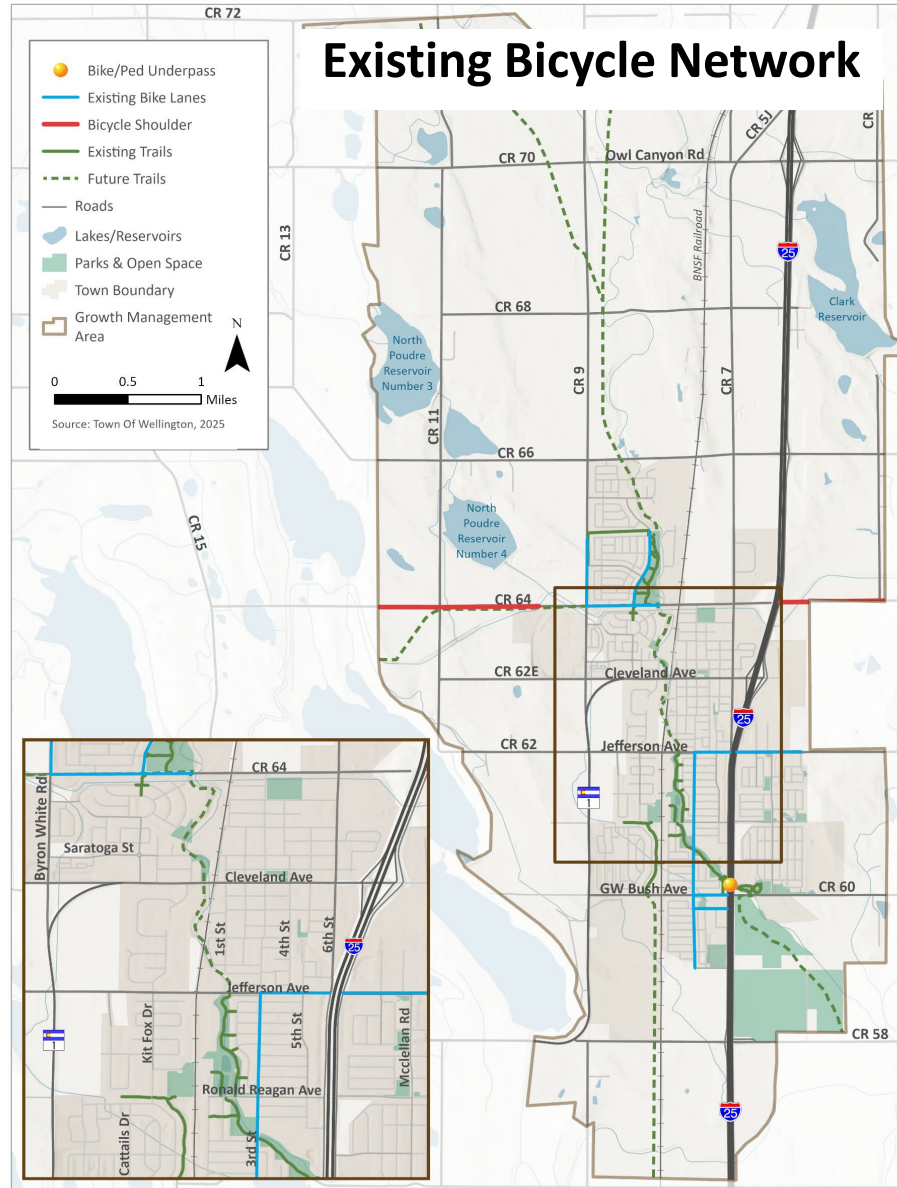 CR 72
Existing Bicycle Network
Bike/Ped Underpass
Existing Bike Lanes
Bicycle Shoulder
Existing Trails
Future Trails
Roads
Lakes/Reservoirs
Parks & Open Space
Town Boundary
Growth Management
Area
N
0 0.5 1
Miles
Source: Town Of Wellington, 2025
CR 5J
CR
CR 70
Owl Canyon Rd
CR 13
BNSF Railroad
25
Clark
Reservoir
CR 68
North
Poudre
Reservoir
Number 3
CR 9
CR 7
CR 11
CR 66
CR 15
North
Poudre
Reservoir
Number 4
CR 64
CR 62E
Cleveland Ave
25
CR 62
Jefferson Ave
1
GW Bush Ave
CR 60
CR 58
25
CR 64
Byron White Rd
Saratoga St
Cleveland Ave
1st St
4th St
6th St
25
Jefferson Ave
1
Kit Fox Dr
5th St
Mcclellan Rd
Ronald Reagan Ave
Cattails Dr
3rd St